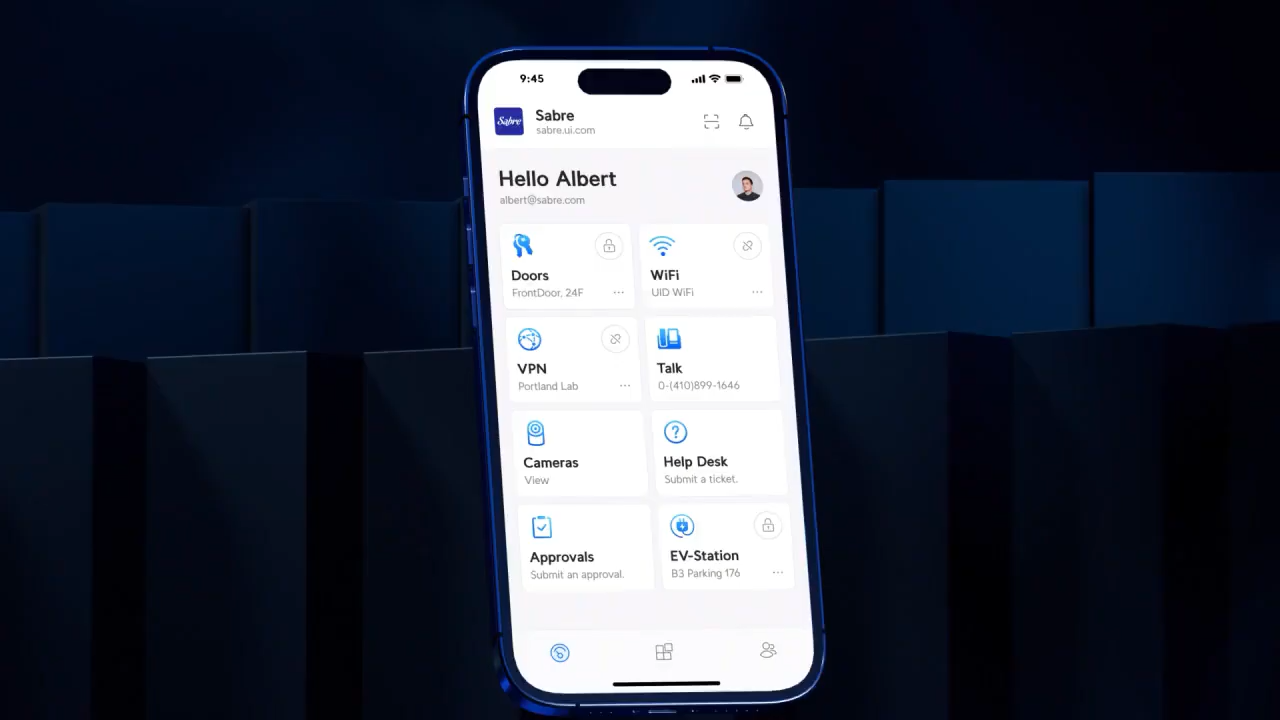 9:45
Sabre
Sabre
sabre.ui.com
Hello Albert
albert@sabre.com
Doors
FrontDoor, 24F
WiFi
UID WiFi
VPN
Portland Lab
Talk
0-(410)899-1646
Cameras
View
Help Desk
Submit a ticket.
Approvals
Submit an approval.
EV-Station
B3 Parking 176